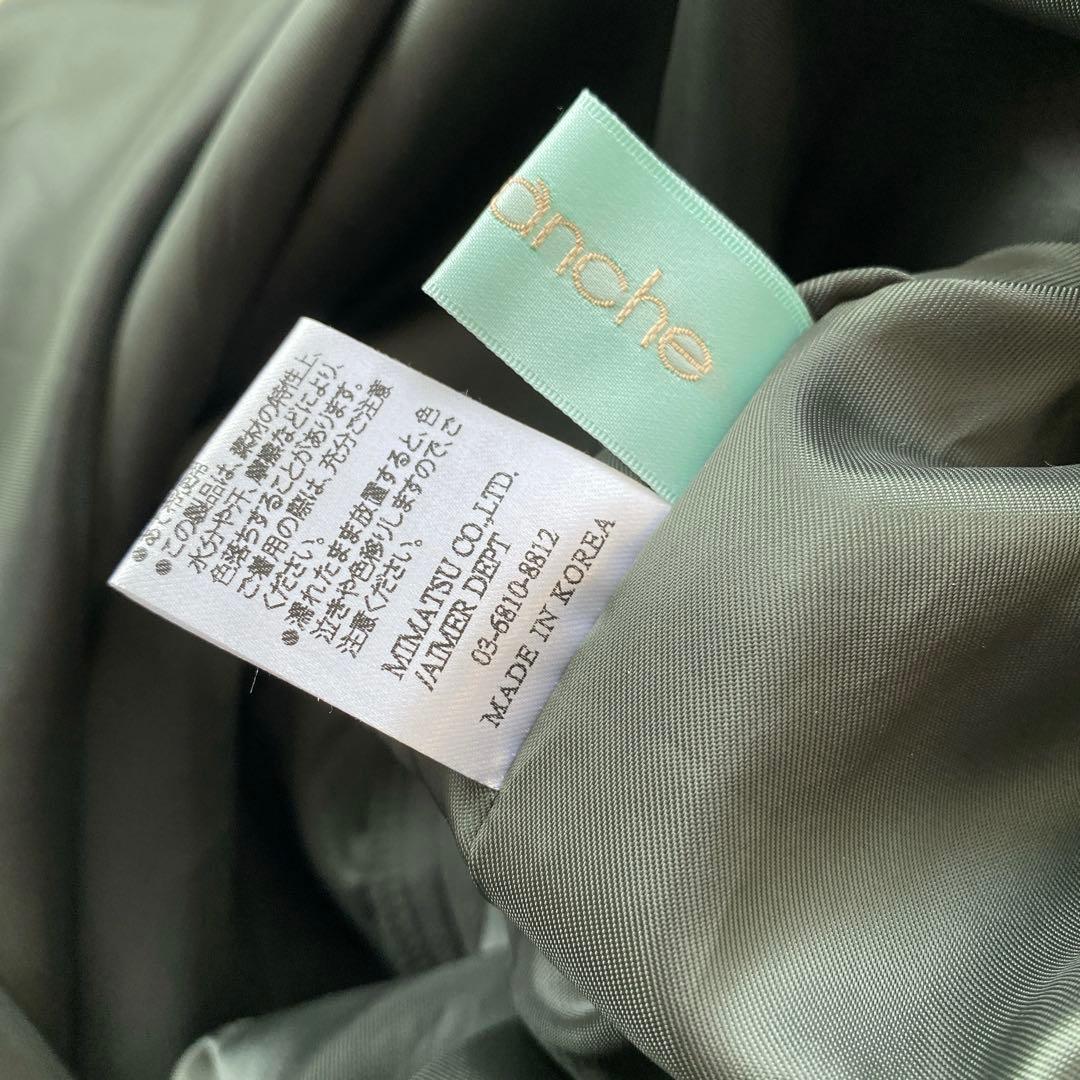 anche
●この製品は、素材の特性上、
水分や汗、摩擦などにより、
色落ちすることがあります。
ご着用の際は、充分ご注意
ください。
●濡れたまま放置すると、色
泣きや色移りしますので、ご
注意ください。
MIMATSU CO.,LTD.
/AIMER DEPT
03-6810-8812
MADE IN KOREA